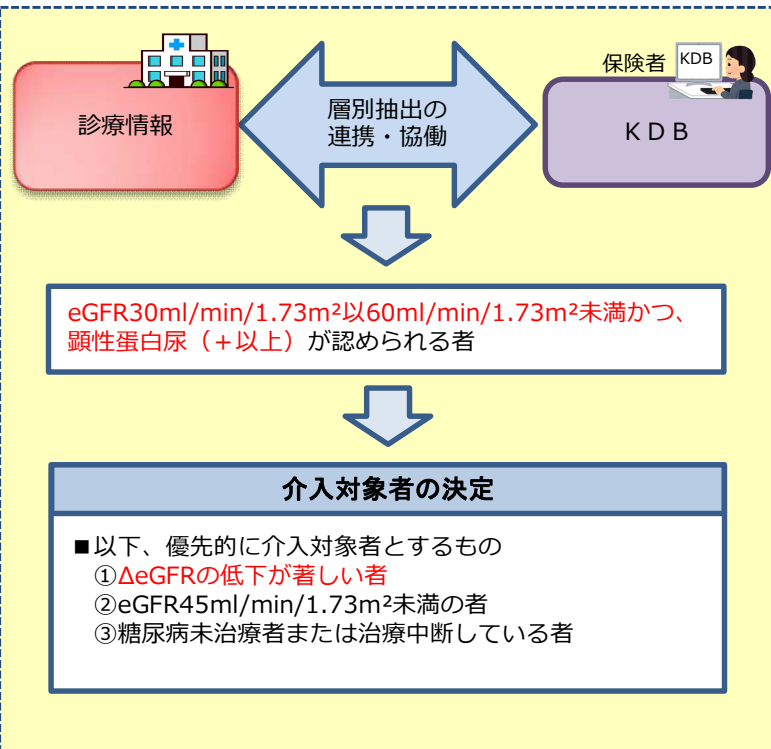 保険者
KDB
診療情報
層別抽出の
連携・協働
ＫＤＢ
eGFR30ml/min/1.73m²以60ml/min/1.73m²未満かつ、
顕性蛋白尿（＋以上）が認められる者
介入対象者の決定
■以下、優先的に介入対象者とするもの
①ΔeGFRの低下が著しい者
②eGFR45ml/min/1.73m²未満の者
③糖尿病未治療者または治療中断している者